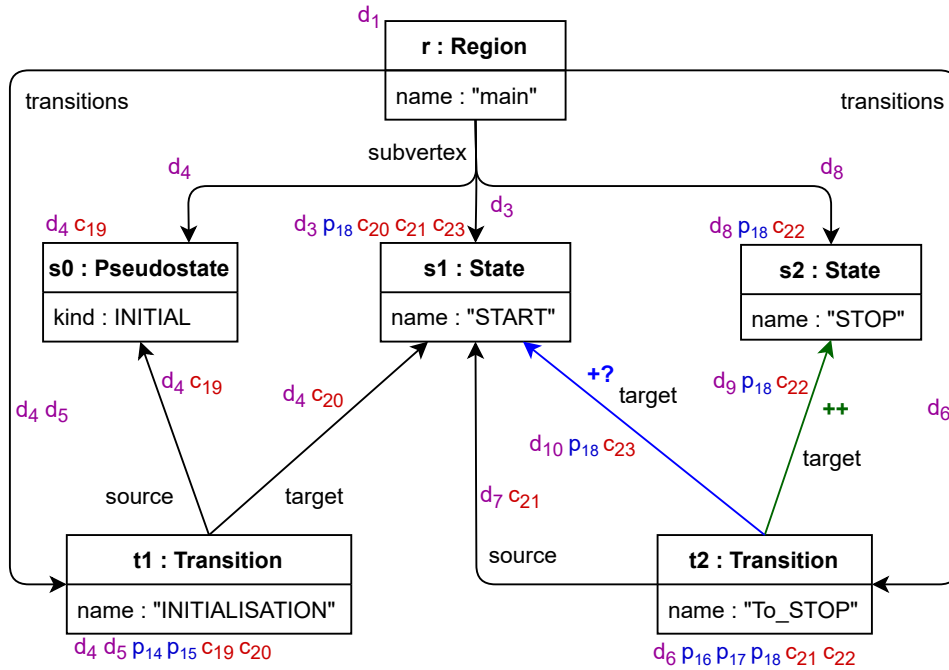 d₁
r : Region
name : "main"
transitions
transitions
subvertex
d₄
d₃
d₈
d₄ c₁₉
d₃ p₁₈ c₂₀ c₂₁ c₂₃
d₈ p₁₈ c₂₂
s0 : Pseudostate
kind : INITIAL
s1 : State
name : "START"
s2 : State
name : "STOP"
d₄ c₁₉
d₄ c₂₀
+?
target
d₉ p₁₈ c₂₂
++
d₄ d₅
d₆
d₁₀ p₁₈ c₂₃
target
source
target
d₇ c₂₁
source
t1 : Transition
name : "INITIALISATION"
t2 : Transition
name : "To_STOP"
d₄ d₅ p₁₄ p₁₅ c₁₉ c₂₀
d₆ p₁₆ p₁₇ p₁₈ c₂₁ c₂₂